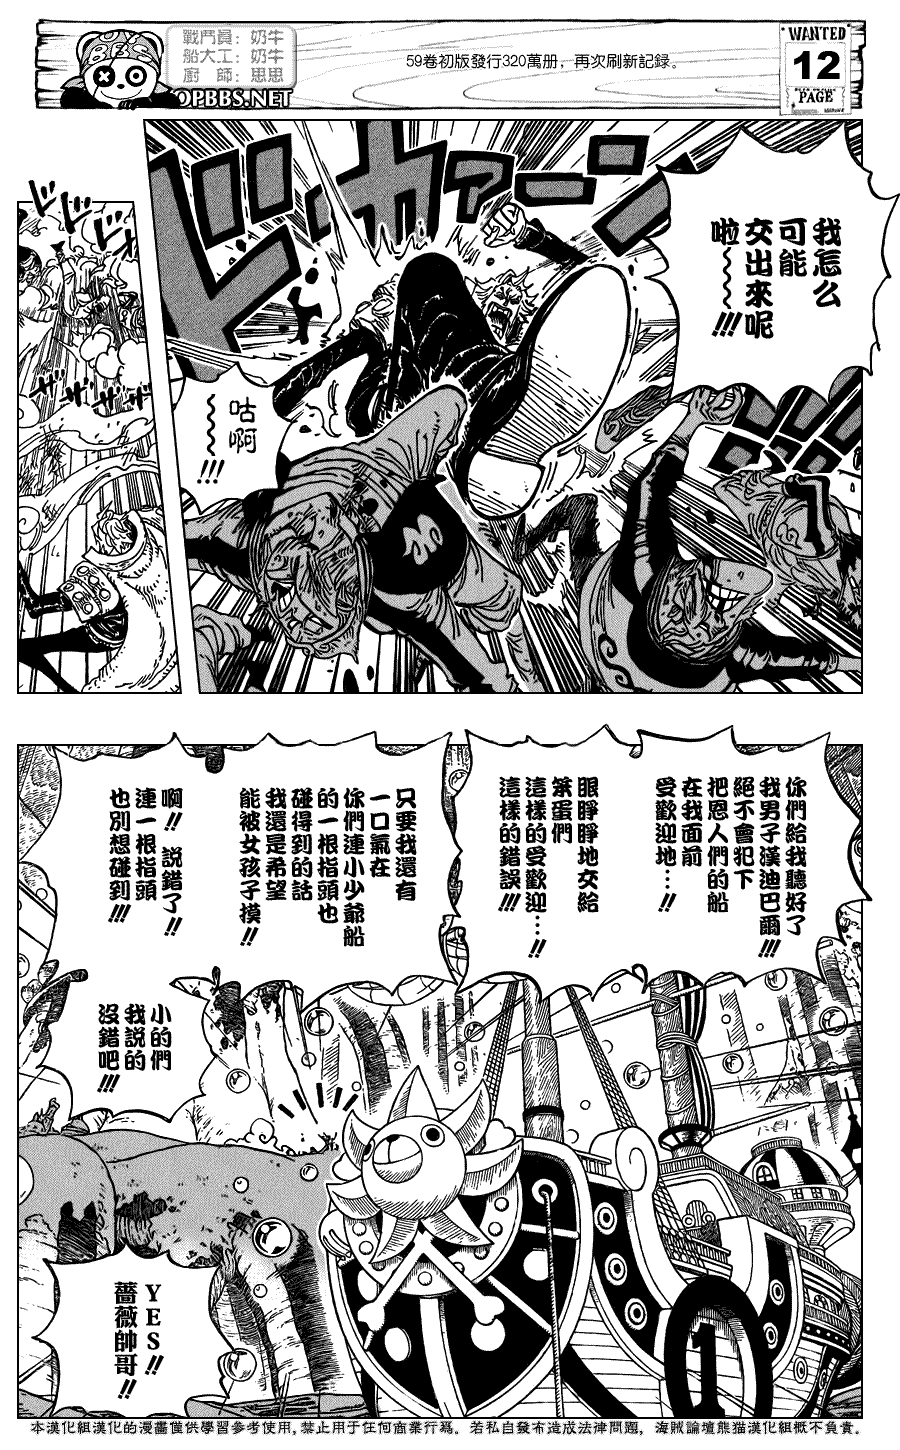 戰鬥員：奶牛
船大工：奶牛
廚　師：思思
OPBBS.NET
59卷初版發行320萬册，再次刷新記録。
WANTED
12
PAGE
我怎么
可能
交出來呢
啦～～～!!!
ドカァーーン
咕啊
～～!!!
ドドド
ザザザ
你們給我聽好了
我男子漢迪巴爾!!!
絕不會犯下
把恩人們的船
在我面前…!!
受歡迎地…!!
眼睜睜地交給
笨蛋們
這樣的受歡迎…!!
這樣的錯誤!!!
只要我還有
一口氣在
你們連小少爺船
的一根指頭也
碰得到的話
我還是希望
能被女孩子摸!!
啊!! 說錯了!!
連一根指頭
也別想碰到!!!
小的們
我説的
沒錯吧!!!
YES!!
薔薇帥哥!!
1
本漢化組漢化的漫畫僅供學習參考使用，禁止用于任何商業行爲。若私自發布造成法律問題，海賊論壇熊猫漢化組概不負責。